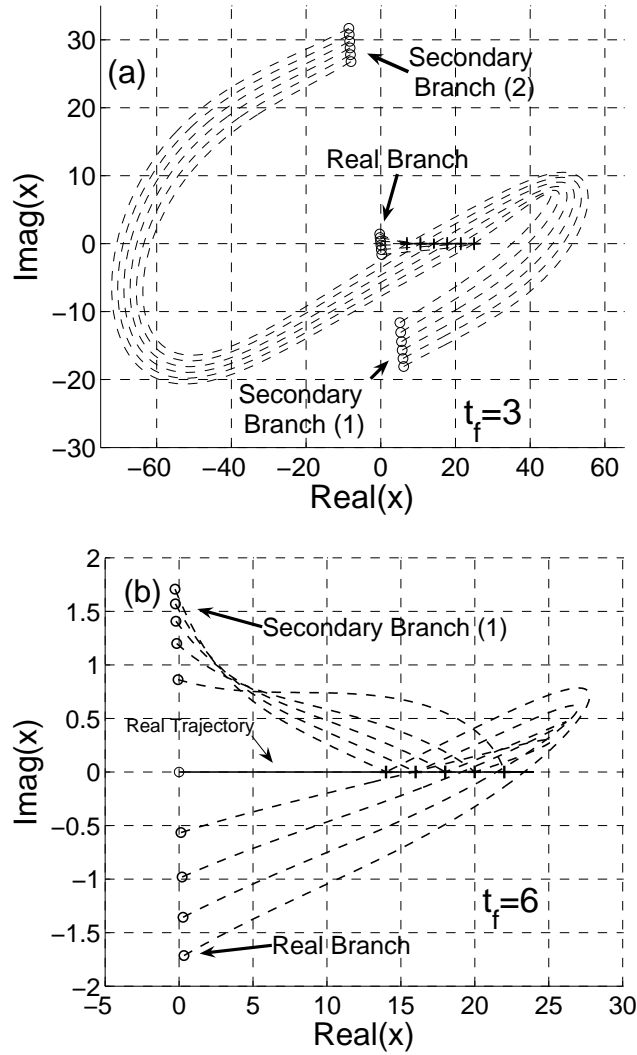 (a)
Secondary
Branch (2)
Real Branch
Secondary
Branch (1)
t_f=3
Imag(x)
30
20
10
0
−10
−20
−30
−60 −40 −20 0 20 40 60
Real(x)
(b)
Secondary Branch (1)
Real Trajectory
Real Branch
t_f=6
Imag(x)
2
1.5
1
0.5
0
−0.5
−1
−1.5
−2
−5 0 5 10 15 20 25 30
Real(x)